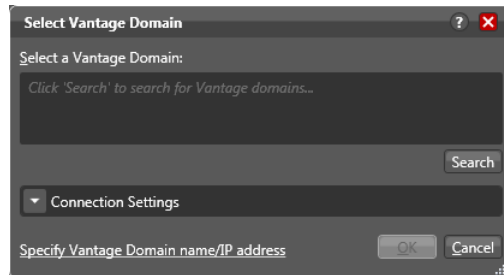 Select Vantage Domain
?
Select a Vantage Domain:
Click 'Search' to search for Vantage domains...
Search
Connection Settings
Specify Vantage Domain name/IP address
OK
Cancel